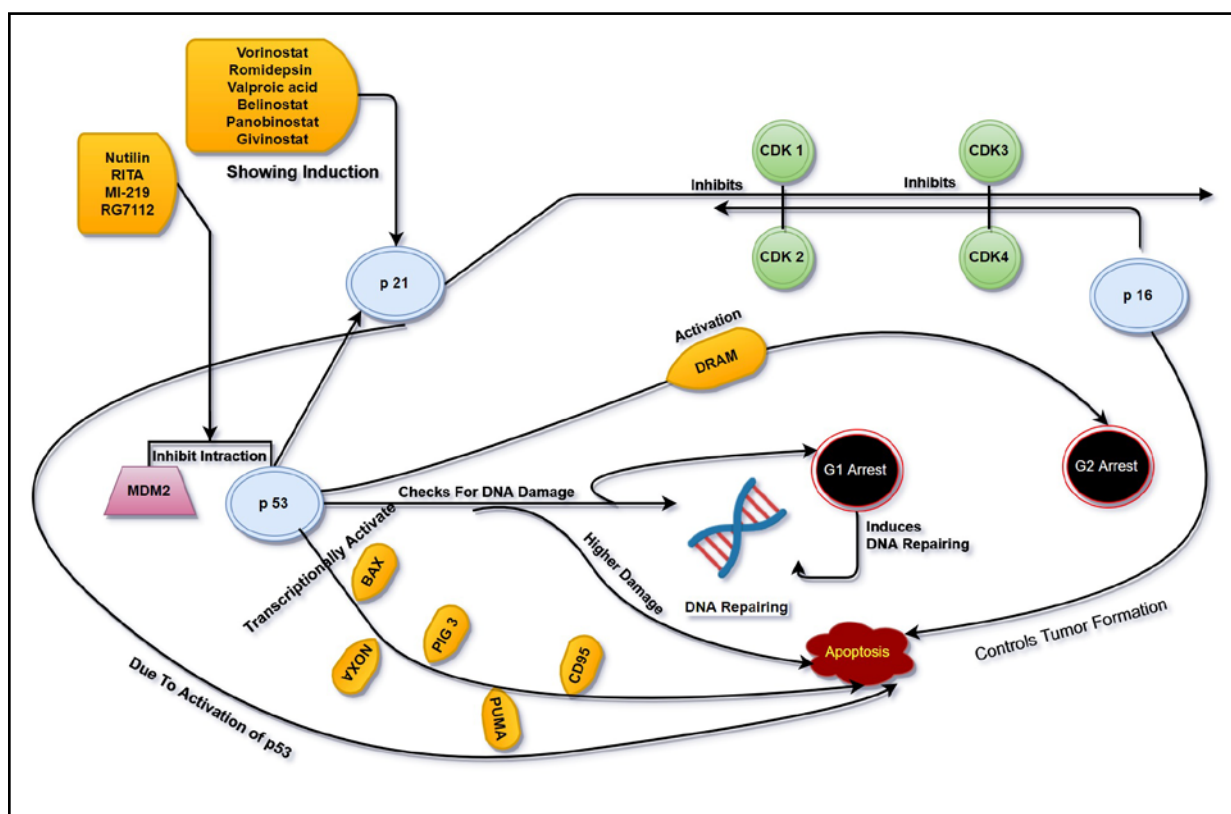 Vorinostat
Romidepsin
Valproic acid
Belinostat
Panobinostat
Givinostat
Nutilin
RITA
MI-219
RG7112
Showing Induction
CDK 1
CDK3
Inhibits
Inhibits
CDK 2
CDK4
p 21
p 16
Activation
DRAM
Inhibit Intraction
MDM2
p 53
Checks For DNA Damage
G1 Arrest
G2 Arrest
Induces
DNA Repairing
Transcriptionally Activate
BAX
Higher Damage
DNA Repairing
PIG 3
NOXA
CD95
PUMA
Apoptosis
Controls Tumor Formation
Due To Activation of p53